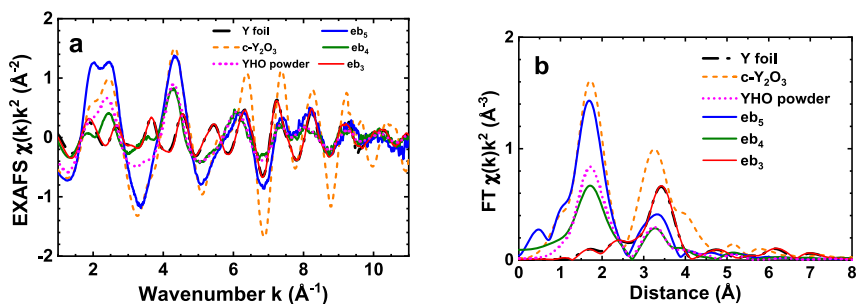 a
Y foil
c-Y₂O₃
YHO powder
eb₅
eb₄
eb₃
EXAFS χ(k)k² (Å⁻²)
2
1
0
-1
-2
2 4 6 8 10
Wavenumber k (Å⁻¹)
b
Y foil
c-Y₂O₃
YHO powder
eb₅
eb₄
eb₃
FT χ(k)k² (Å⁻³)
2
1
0
0 1 2 3 4 5 6 7 8
Distance (Å)